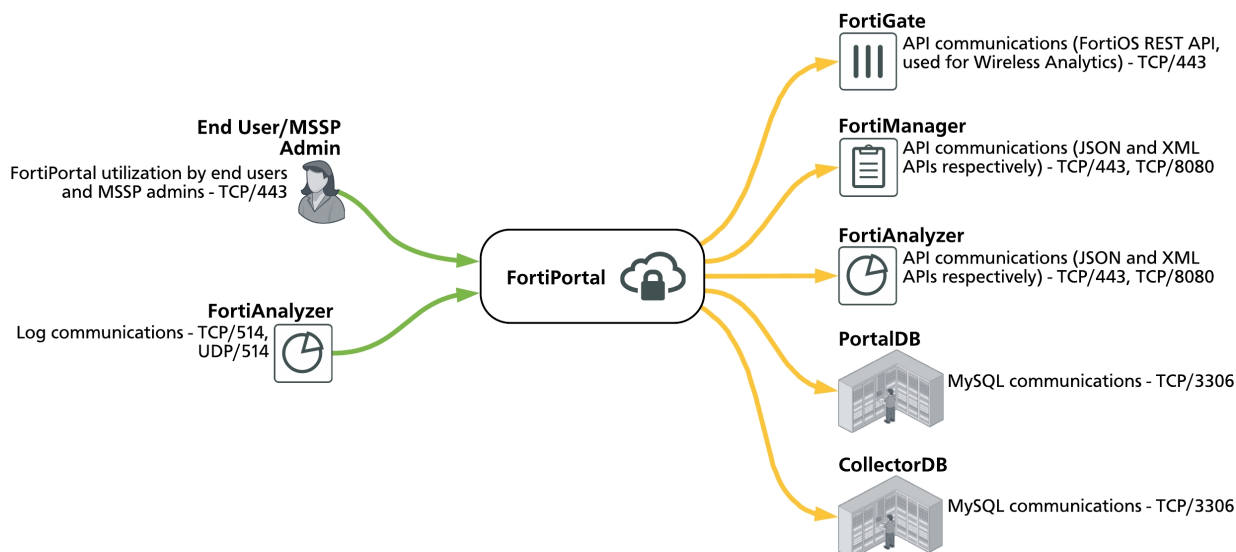 End User/MSSP
Admin
FortiPortal utilization by end users
and MSSP admins - TCP/443
FortiAnalyzer
Log communications - TCP/514,
UDP/514
FortiPortal
FortiGate
API communications (FortiOS REST API,
used for Wireless Analytics) - TCP/443
FortiManager
API communications (JSON and XML
APIs respectively) - TCP/443, TCP/8080
FortiAnalyzer
API communications (JSON and XML
APIs respectively) - TCP/443, TCP/8080
PortalDB
MySQL communications - TCP/3306
CollectorDB
MySQL communications - TCP/3306